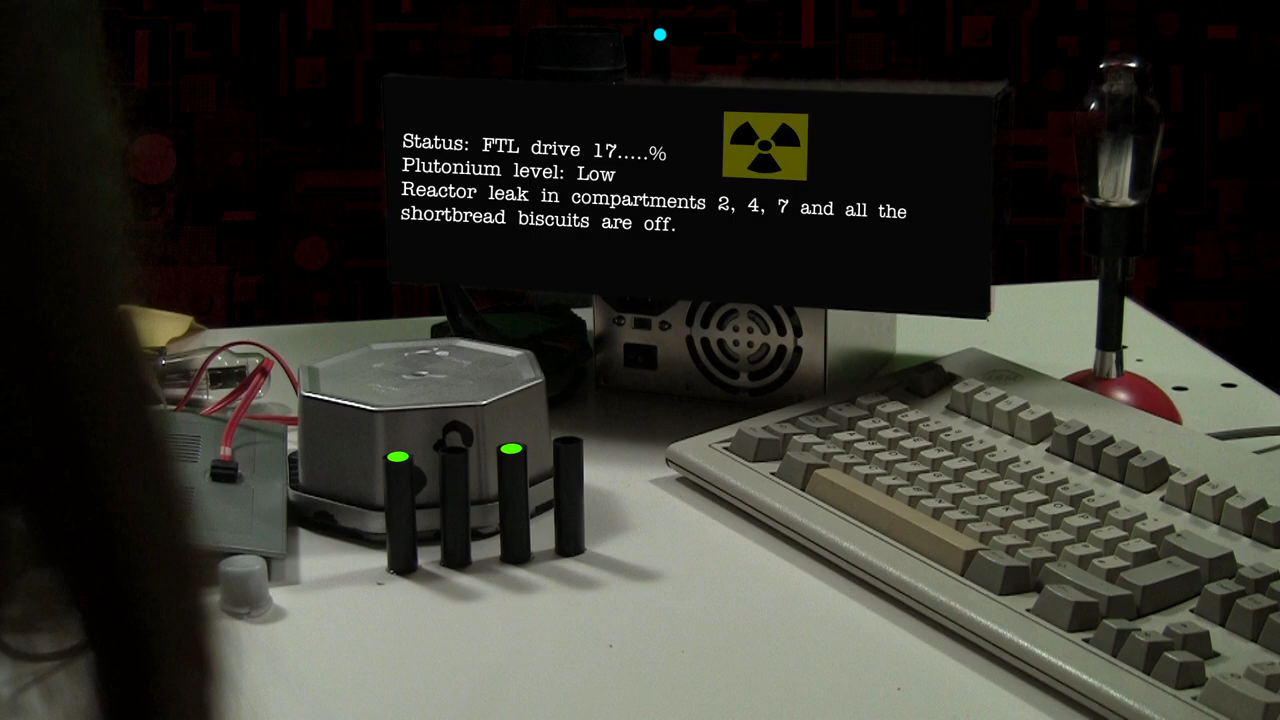 Status: FTL drive 17.....%
Plutonium level: Low
Reactor leak in compartments 2, 4, 7 and all the
shortbread biscuits are off.